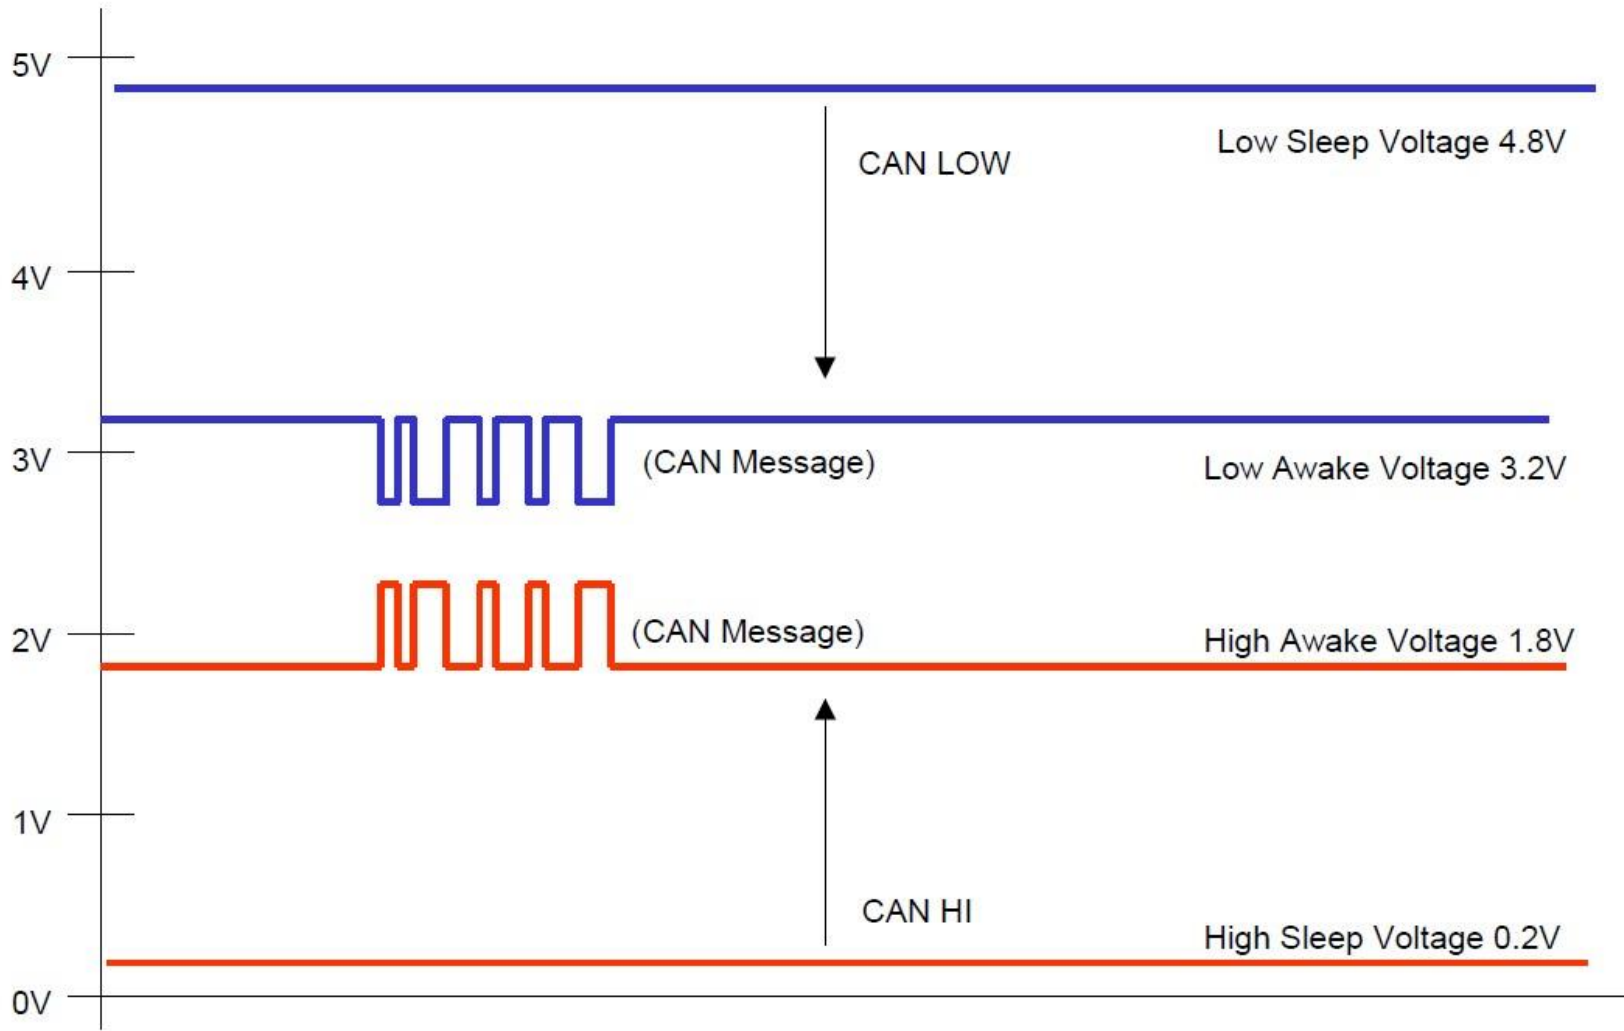 5V
Low Sleep Voltage 4.8V
CAN LOW
4V
3V
(CAN Message)
Low Awake Voltage 3.2V
2V
(CAN Message)
High Awake Voltage 1.8V
1V
CAN HI
High Sleep Voltage 0.2V
0V